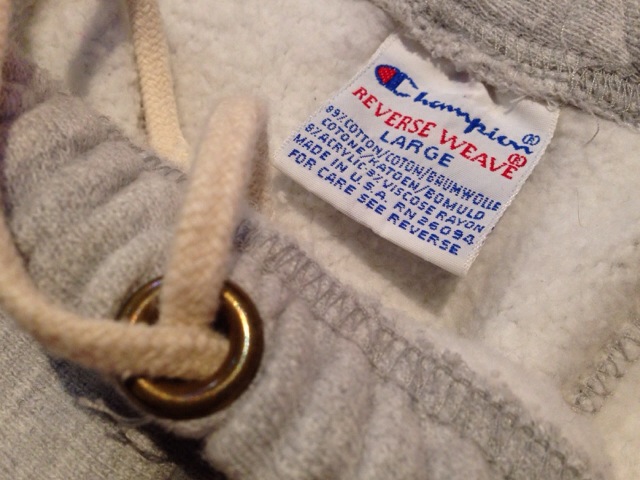 Champion®
REVERSE WEAVE®
LARGE
89% COTTON/COTON/BAUMWOLLE
COTONE/KATOEN/BOMULD
8% ACRYLIC 3% VISCOSE RAYON
MADE IN U.S.A. RN 26094
FOR CARE SEE REVERSE